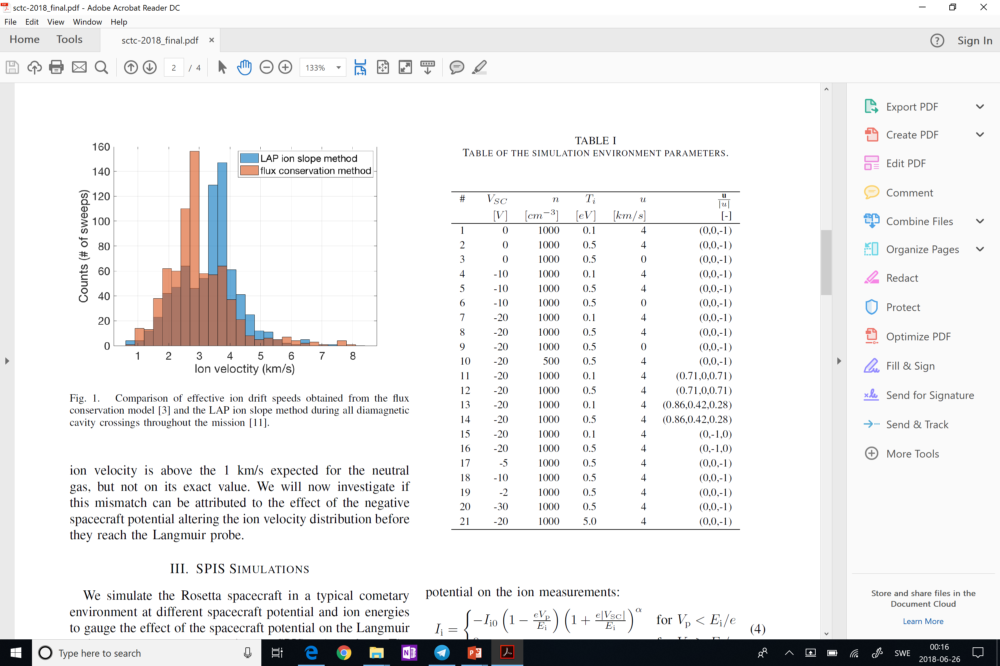 sctc-2018_final.pdf - Adobe Acrobat Reader DC
File Edit View Window Help
Home Tools sctc-2018_final.pdf × ? Sign In
2 / 4 133%
160
140
120
100
80
60
40
20
0
Counts (# of sweeps)
LAP ion slope method
flux conservation method
1 2 3 4 5 6 7 8
Ion veloctity (km/s)
Fig. 1. Comparison of effective ion drift speeds obtained from the flux
conservation model [3] and the LAP ion slope method during all diamagnetic
cavity crossings throughout the mission [11].
ion velocity is above the 1 km/s expected for the neutral
gas, but not on its exact value. We will now investigate if
this mismatch can be attributed to the effect of the negative
spacecraft potential altering the ion velocity distribution before
they reach the Langmuir probe.
III. SPIS SIMULATIONS
We simulate the Rosetta spacecraft in a typical cometary
environment at different spacecraft potential and ion energies
to gauge the effect of the spacecraft potential on the Langmuir
TABLE I
TABLE OF THE SIMULATION ENVIRONMENT PARAMETERS.
# V_SC n T_i u u/|u|
[V] [cm^−3] [eV] [km/s] [-]
1 0 1000 0.1 4 (0,0,-1)
2 0 1000 0.5 4 (0,0,-1)
3 0 1000 0.5 0 (0,0,-1)
4 -10 1000 0.1 4 (0,0,-1)
5 -10 1000 0.5 4 (0,0,-1)
6 -10 1000 0.5 0 (0,0,-1)
7 -20 1000 0.1 4 (0,0,-1)
8 -20 1000 0.5 4 (0,0,-1)
9 -20 1000 0.5 0 (0,0,-1)
10 -20 500 0.5 4 (0,0,-1)
11 -20 1000 0.1 4 (0.71,0,0.71)
12 -20 1000 0.5 4 (0.71,0,0.71)
13 -20 1000 0.1 4 (0.86,0.42,0.28)
14 -20 1000 0.5 4 (0.86,0.42,0.28)
15 -20 1000 0.1 4 (0,-1,0)
16 -20 1000 0.5 4 (0,-1,0)
17 -5 1000 0.5 4 (0,0,-1)
18 -10 1000 0.5 4 (0,0,-1)
19 -2 1000 0.5 4 (0,0,-1)
20 -30 1000 0.5 4 (0,0,-1)
21 -20 1000 5.0 4 (0,0,-1)
potential on the ion measurements:
I_i = { −I_i0 (1 − eV_p/E_i) (1 + e|V_SC|/E_i)^α for V_p < E_i/e (4)
Export PDF
Create PDF
Edit PDF
Comment
Combine Files
Organize Pages
Redact
Protect
Optimize PDF
Fill & Sign
Send for Signature
Send & Track
More Tools
Store and share files in the
Document Cloud
Learn More
Type here to search
SWE
00:16
2018-06-26